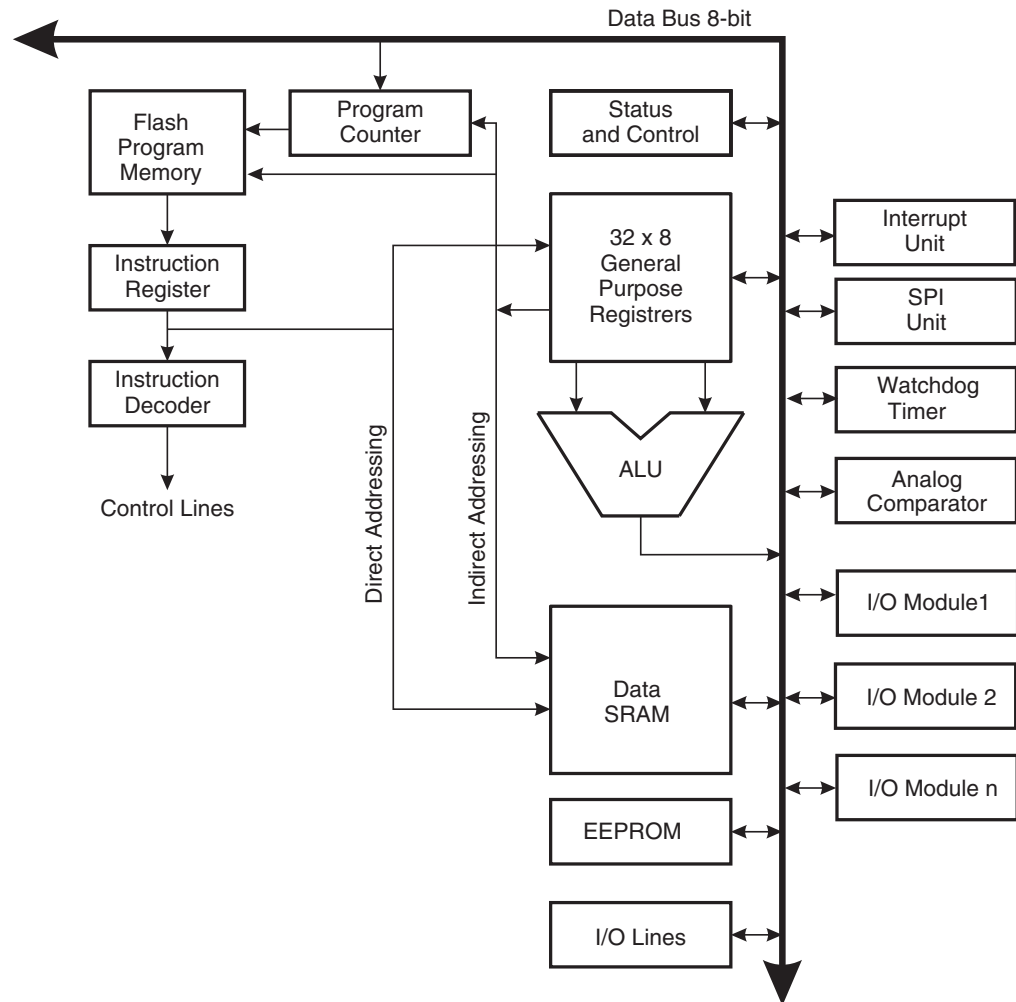 Data Bus 8-bit
Flash
Program
Memory
Program
Counter
Status
and Control
Interrupt
Unit
32 x 8
General
Purpose
Registrers
Instruction
Register
SPI
Unit
Instruction
Decoder
Watchdog
Timer
Control Lines
Direct Addressing
Indirect Addressing
ALU
Analog
Comparator
I/O Module1
Data
SRAM
I/O Module 2
I/O Module n
EEPROM
I/O Lines